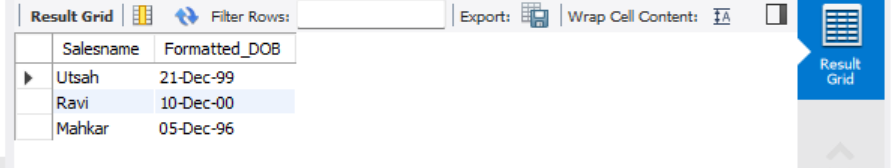 Result Grid Filter Rows: Export: Wrap Cell Content: IA
Salesname Formatted_DOB
Utsah 21-Dec-99
Ravi 10-Dec-00
Mahkar 05-Dec-96
Result
Grid